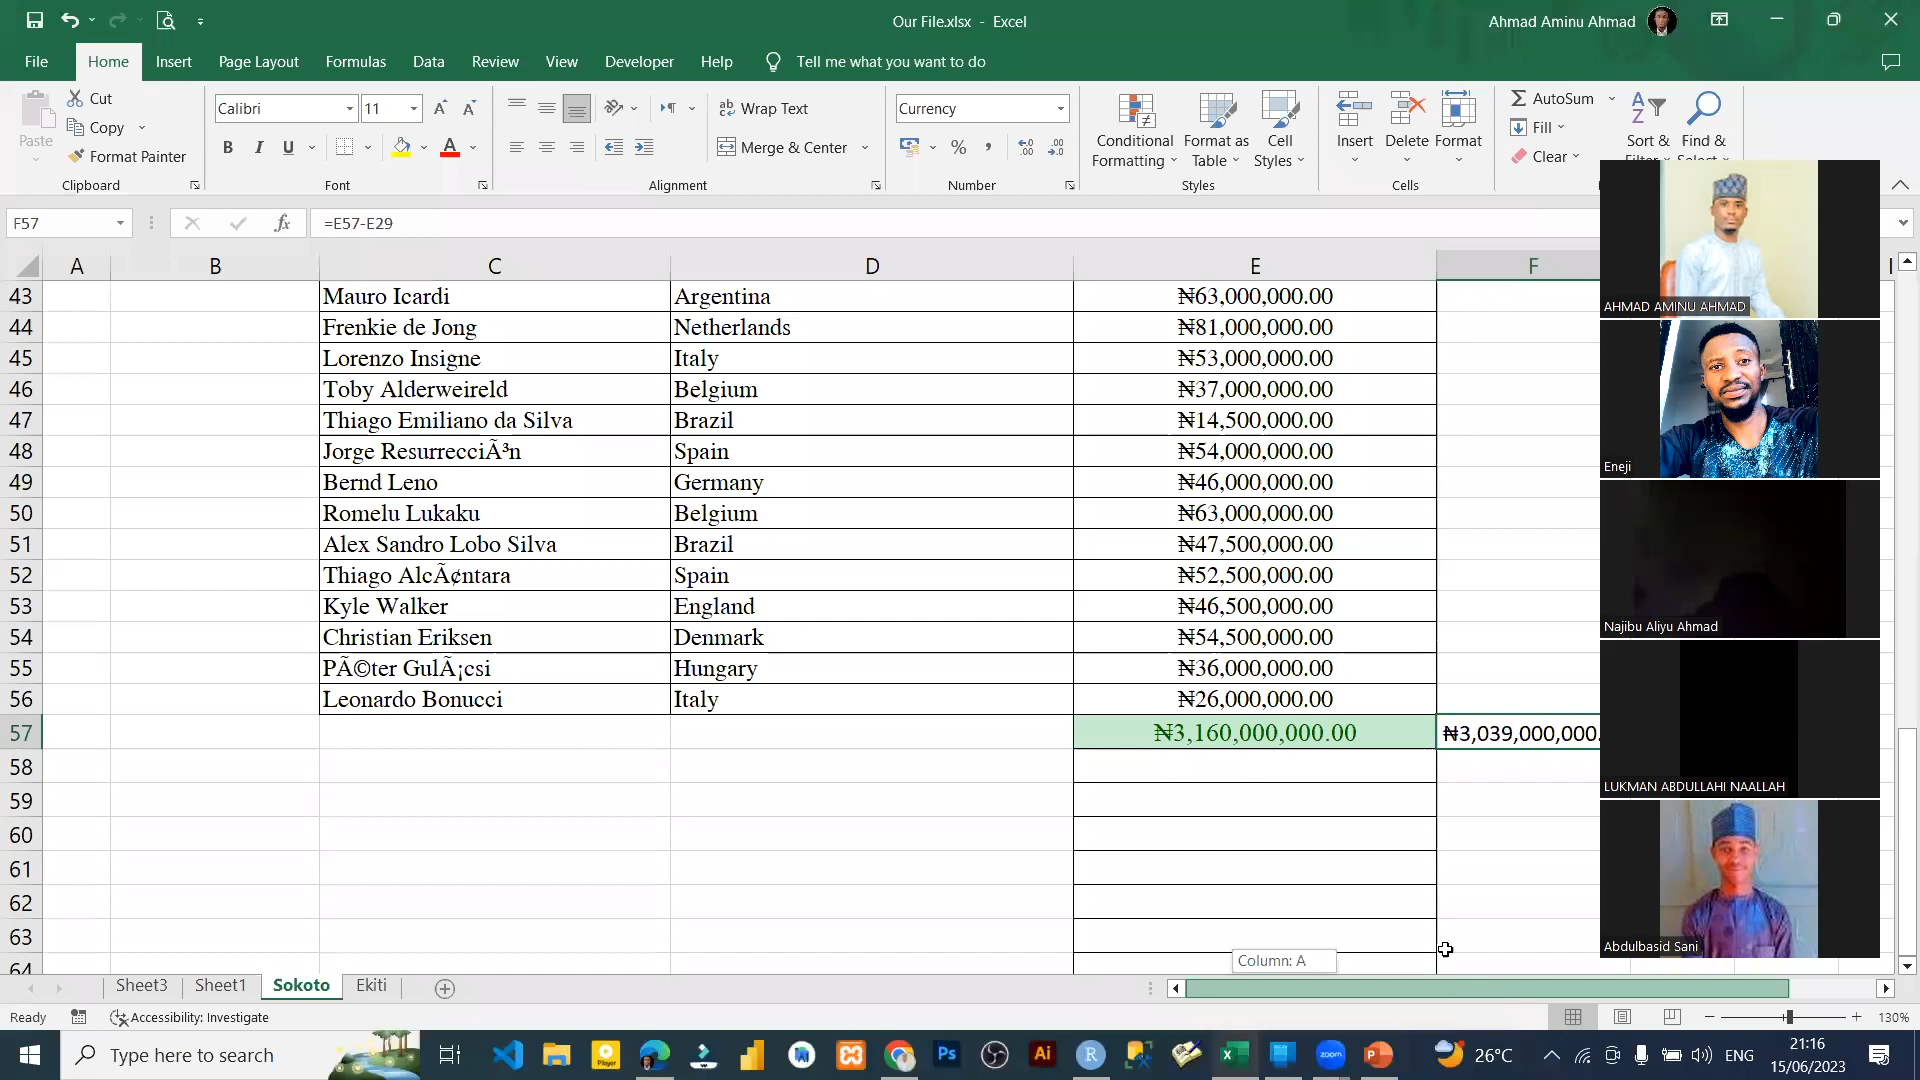 Our File.xlsx - Excel
Ahmad Aminu Ahmad
File Home Insert Page Layout Formulas Data Review View Developer Help Tell me what you want to do
Paste
Cut
Copy
Format Painter
Clipboard
Calibri 11
B I U A
Font
Wrap Text
Merge & Center
Alignment
Currency
% ,
Number
Conditional Formatting
Format as Table
Cell Styles
Styles
Insert Delete Format
Cells
AutoSum
Fill
Clear
Sort &
Find &
F57 fx =E57-E29
A B C D E F I
43 Mauro Icardi Argentina ₦63,000,000.00
44 Frenkie de Jong Netherlands ₦81,000,000.00
45 Lorenzo Insigne Italy ₦53,000,000.00
46 Toby Alderweireld Belgium ₦37,000,000.00
47 Thiago Emiliano da Silva Brazil ₦14,500,000.00
48 Jorge ResurrecciÃ³n Spain ₦54,000,000.00
49 Bernd Leno Germany ₦46,000,000.00
50 Romelu Lukaku Belgium ₦63,000,000.00
51 Alex Sandro Lobo Silva Brazil ₦47,500,000.00
52 Thiago AlcÃ¢ntara Spain ₦52,500,000.00
53 Kyle Walker England ₦46,500,000.00
54 Christian Eriksen Denmark ₦54,500,000.00
55 PÃ©ter GulÃ¡csi Hungary ₦36,000,000.00
56 Leonardo Bonucci Italy ₦26,000,000.00
57 ₦3,160,000,000.00 ₦3,039,000,000.
58
59
60
61
62
63
64
Column: A
AHMAD AMINU AHMAD
Eneji
Najibu Aliyu Ahmad
LUKMAN ABDULLAHI NAALLAH
Abdulbasid Sani
Sheet3 Sheet1 Sokoto Ekiti
Ready Accessibility: Investigate 130%
Type here to search
26°C ENG
21:16
15/06/2023